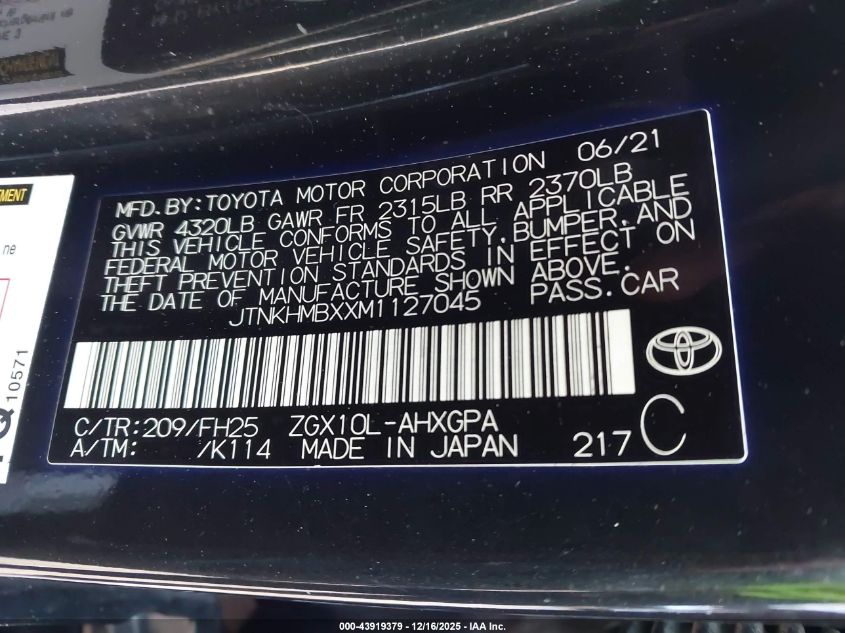 TMENT
ne
10571
MFD.BY:TOYOTA MOTOR CORPORATION 06/21
GVWR 4320LB GAWR FR 2315LB RR 2370LB
THIS VEHICLE CONFORMS TO ALL APPLICABLE
FEDERAL MOTOR VEHICLE SAFETY,BUMPER,AND
THEFT PREVENTION STANDARDS IN EFFECT ON
THE DATE OF MANUFACTURE SHOWN ABOVE.
JTNKHMBXXM1127045 PASS.CAR
C/TR:209/FH25 ZGX10L-AHXGPA
A/TM: /K114 MADE IN JAPAN 217 C
000-43919379 - 12/16/2025 - IAA Inc.